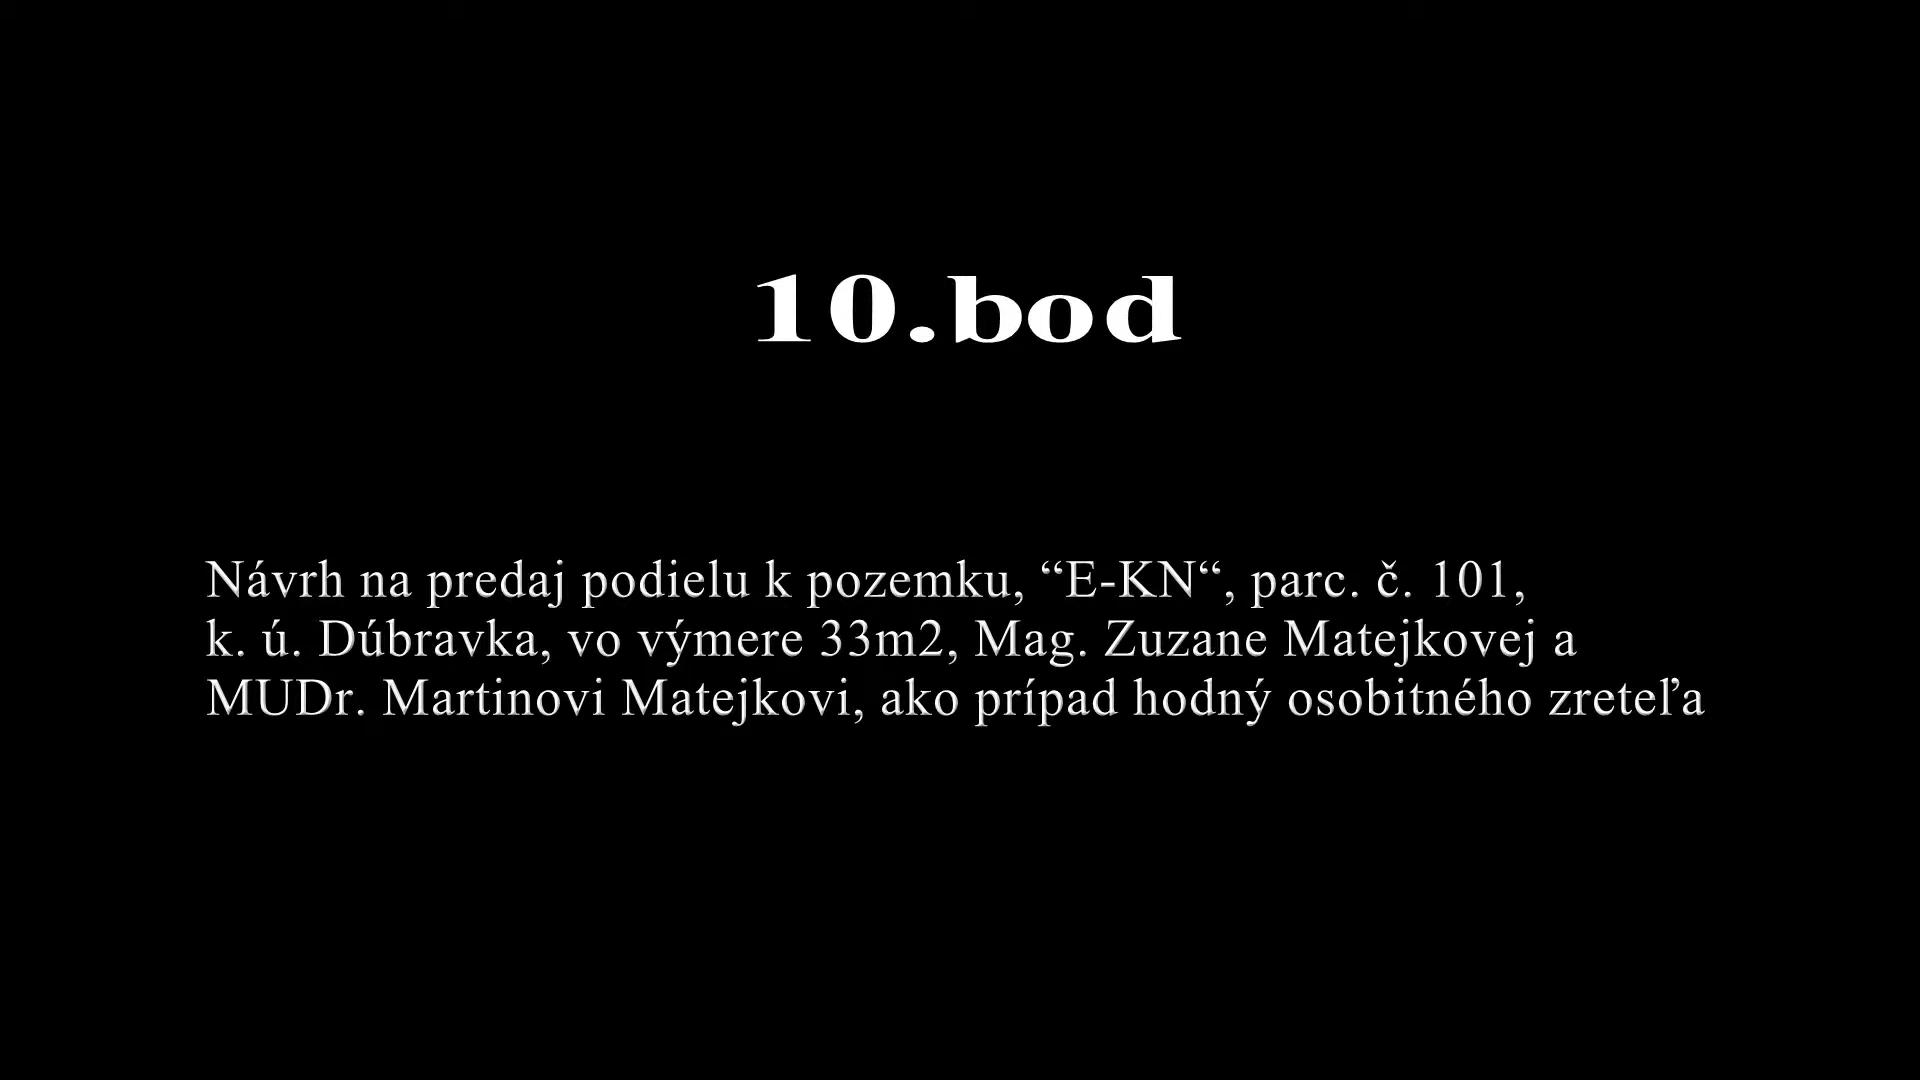 10.bod
Návrh na predaj podielu k pozemku, “E-KN“, parc. č. 101,
k. ú. Dúbravka, vo výmere 33m2, Mag. Zuzane Matejkovej a
MUDr. Martinovi Matejkovi, ako prípad hodný osobitného zreteľa